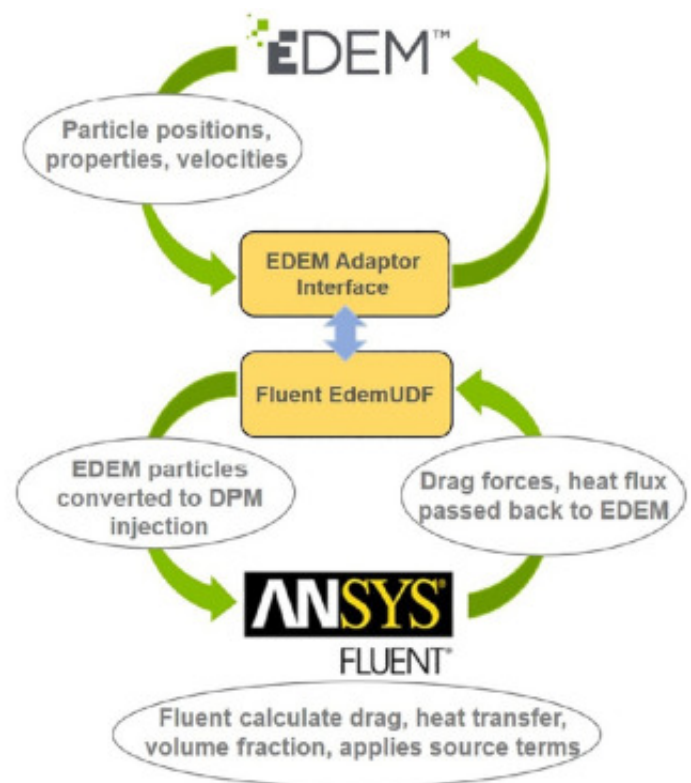 EDEM™
Particle positions,
properties, velocities
EDEM Adaptor
Interface
Fluent EdemUDF
EDEM particles
converted to DPM
injection
Drag forces, heat flux
passed back to EDEM
ANSYS®
FLUENT®
Fluent calculate drag, heat transfer,
volume fraction, applies source terms